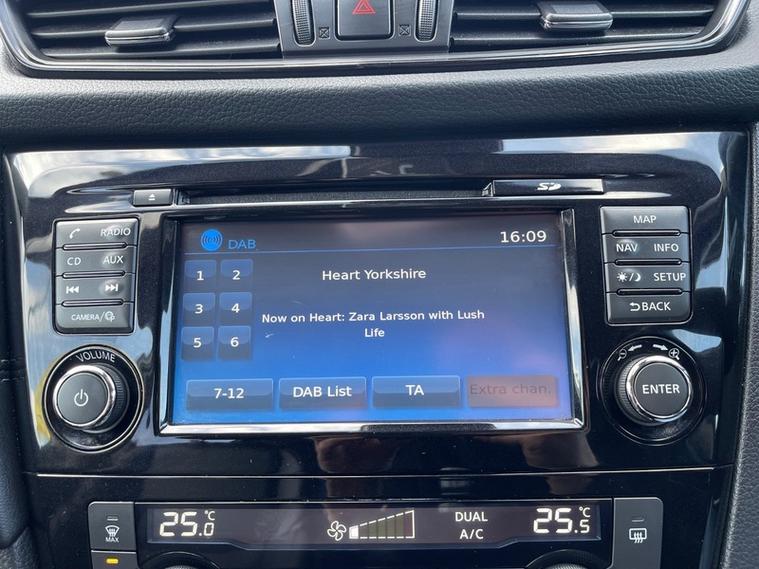 SD
RADIO
CD AUX
CAMERA/
VOLUME
DAB 16:09
1 2
3 4
5 6
Heart Yorkshire
Now on Heart: Zara Larsson with Lush
Life
7-12 DAB List TA Extra chan.
MAP
NAV INFO
SETUP
BACK
ENTER
MAX
25.0 °C
DUAL
A/C
25.5 °C